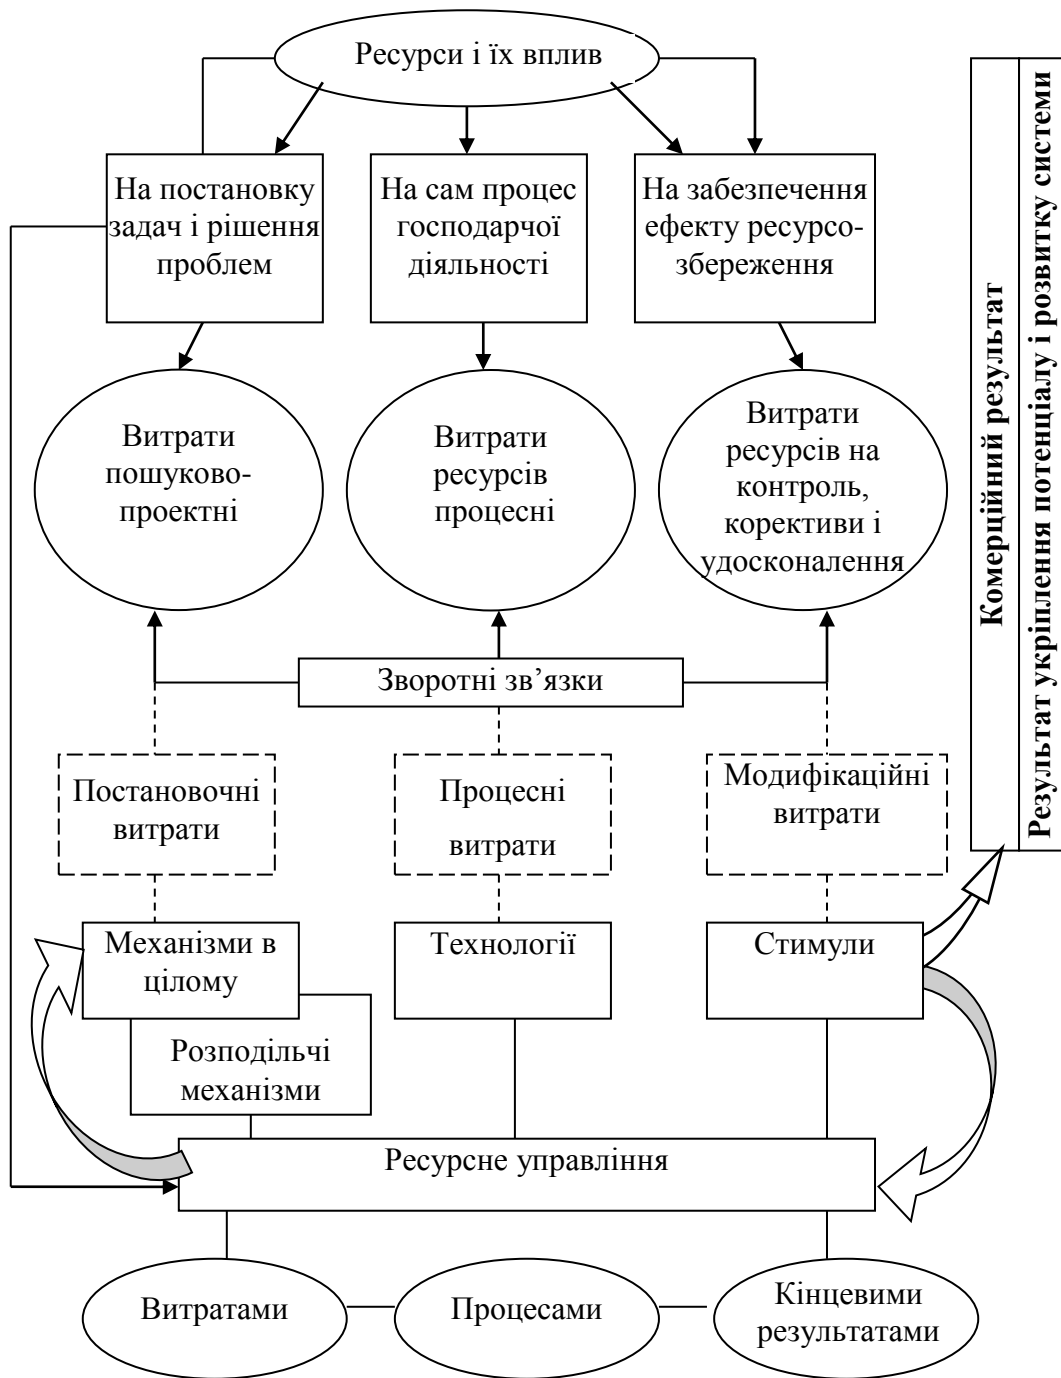 Ресурси і їх вплив
На постановку
задач і рішення
проблем
На сам процес
господарчої
діяльності
На забезпечення
ефекту ресурсо-
збереження
Витрати
пошуково-
проектні
Витрати
ресурсів
процесні
Витрати
ресурсів на
контроль,
корективи і
удосконалення
Зворотні зв’язки
Постановочні
витрати
Процесні
витрати
Модифікаційні
витрати
Механізми в
цілому
Технології
Стимули
Розподільчі
механізми
Ресурсне управління
Витратами
Процесами
Кінцевими
результатами
Комерційний результат
Результат укріплення потенціалу і розвитку системи